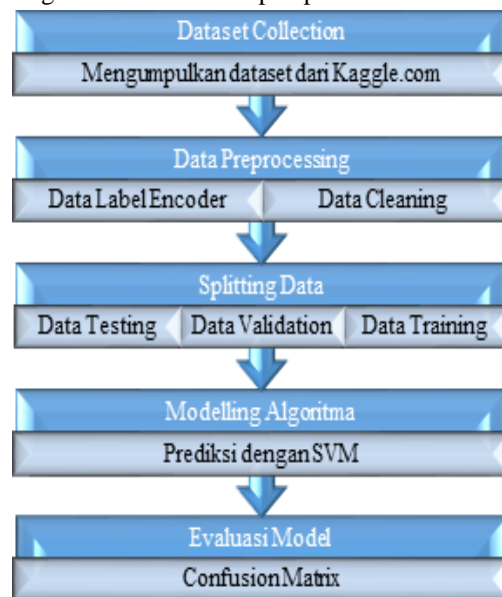 Dataset Collection
Mengumpulkan dataset dari Kaggle.com
Data Preprocessing
Data Label Encoder Data Cleaning
Splitting Data
Data Testing Data Validation Data Training
Modelling Algoritma
Prediksi dengan SVM
Evaluasi Model
Confusion Matrix